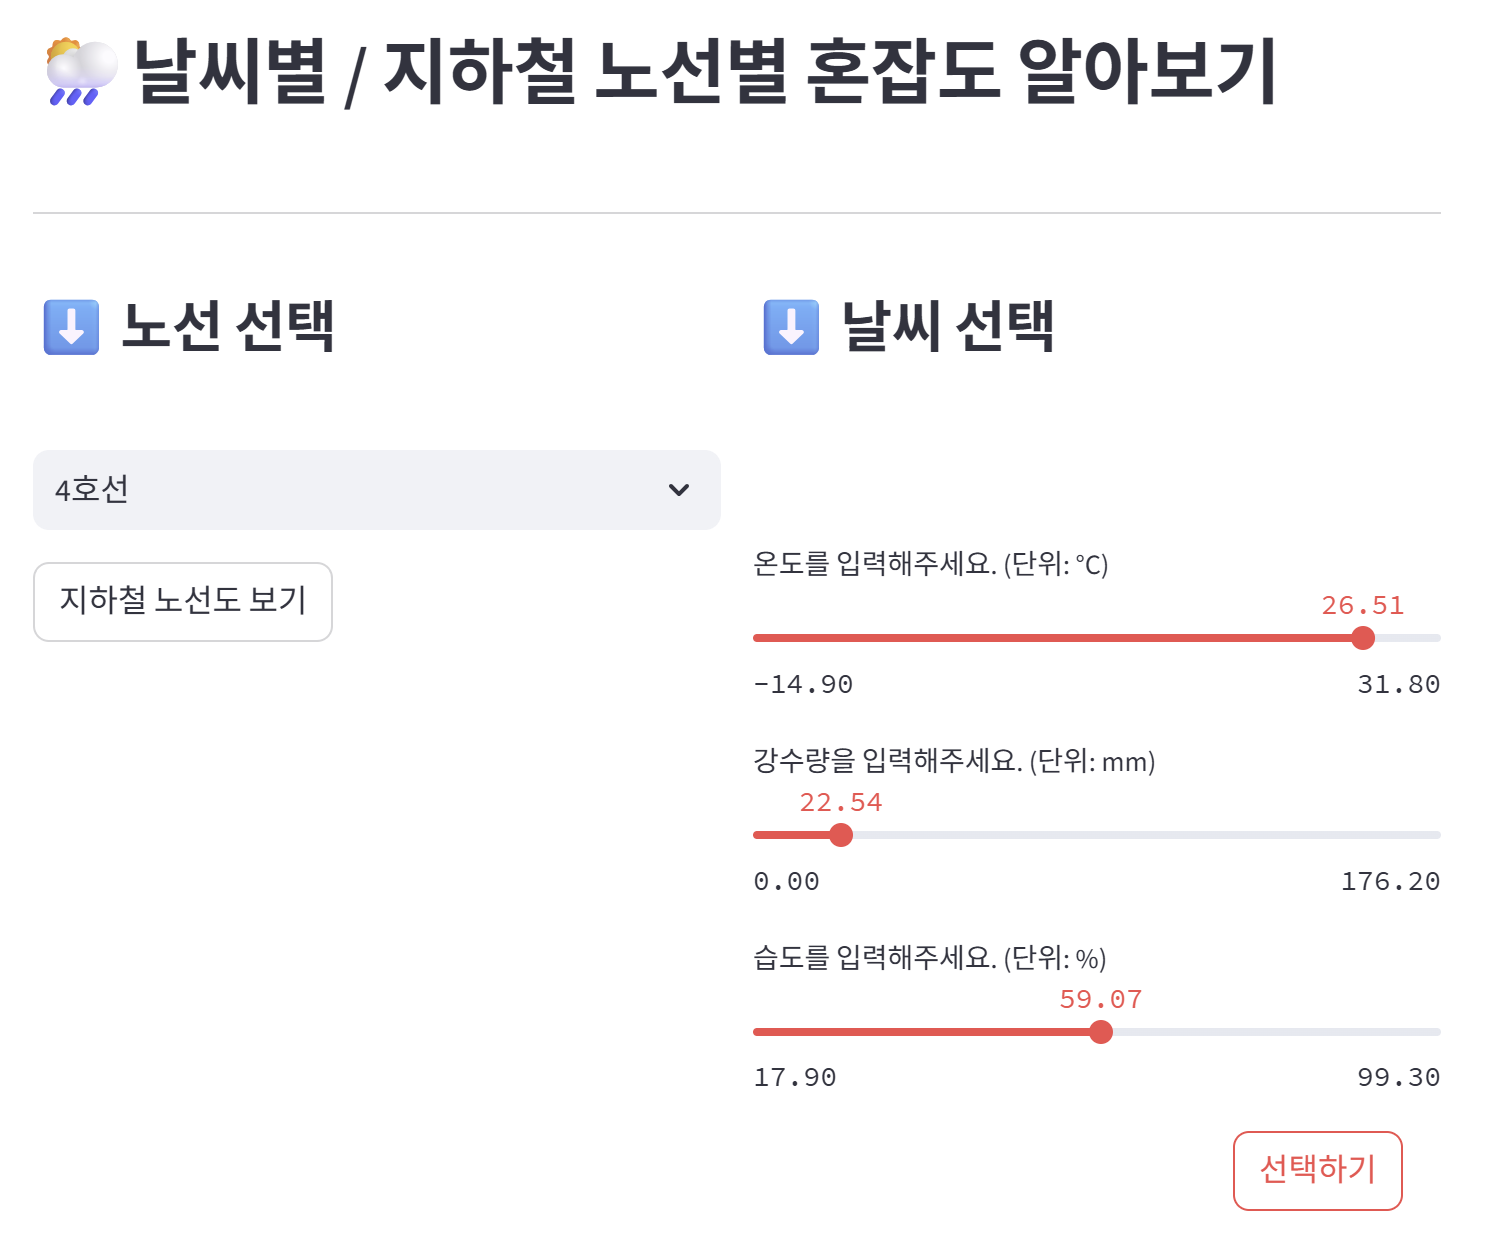 날씨별 / 지하철 노선별 혼잡도 알아보기
노선 선택
4호선
지하철 노선도 보기
날씨 선택
온도를 입력해주세요. (단위: °C)
26.51
-14.90 31.80
강수량을 입력해주세요. (단위: mm)
22.54
0.00 176.20
습도를 입력해주세요. (단위: %)
59.07
17.90 99.30
선택하기